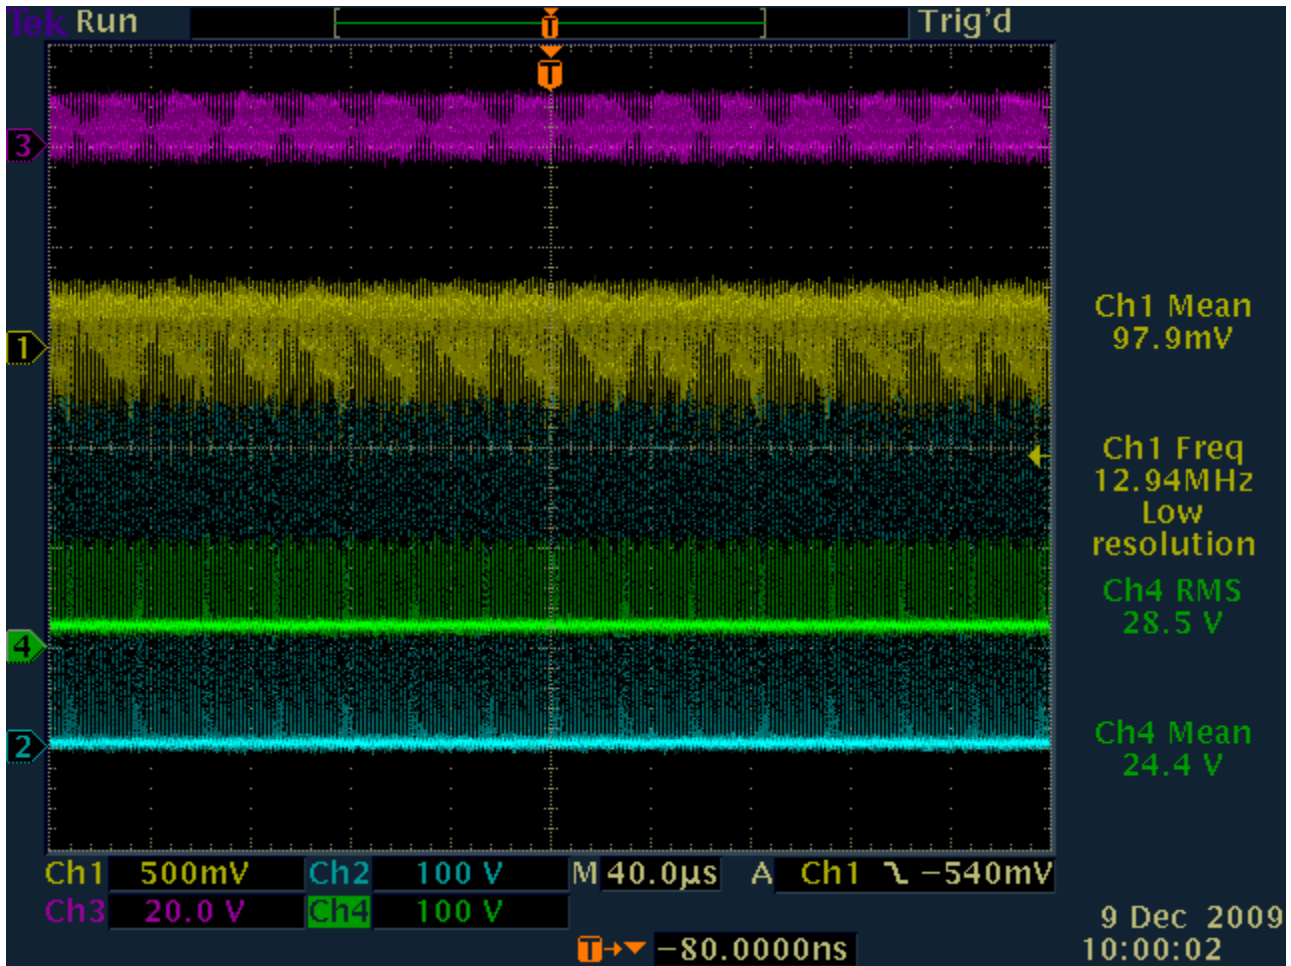 Tek Run Trig'd
T
T
3
1
Ch1 Mean
97.9mV
Ch1 Freq
12.94MHz
Low
resolution
Ch4 RMS
28.5 V
4
2
Ch4 Mean
24.4 V
Ch1 500mV Ch2 100 V M 40.0µs A Ch1 −540mV
Ch3 20.0 V Ch4 100 V
T −80.0000ns
9 Dec 2009
10:00:02